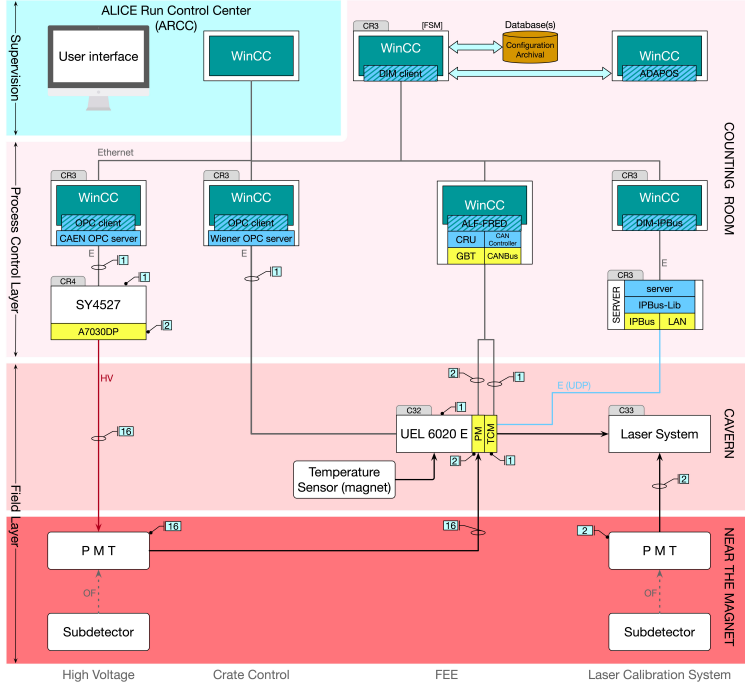 Supervision
ALICE Run Control Center
(ARCC)
User interface
WinCC
CR3
[FSM]
WinCC
DIM client
Database(s)
Configuration
Archival
WinCC
ADAPOS
COUNTING ROOM
Process Control Layer
Ethernet
CR3
WinCC
OPC client
CAEN OPC server
E
1
CR4
1
SY4527
A7030DP
2
CR3
WinCC
OPC client
Wiener OPC server
E
1
WinCC
ALF-FRED
CRU
CAN
Controller
GBT
CANBus
CR3
WinCC
DIM-IPBus
E
CR3
SERVER
server
IPBus-Lib
IPBus
LAN
Field Layer
CAVERN
HV
16
2
1
E (UDP)
C32
1
UEL 6020 E
PM
TCM
2
1
C33
Laser System
Temperature
Sensor (magnet)
2
NEAR THE MAGNET
16
P M T
16
2
P M T
OF
OF
Subdetector
Subdetector
High Voltage
Crate Control
FEE
Laser Calibration System